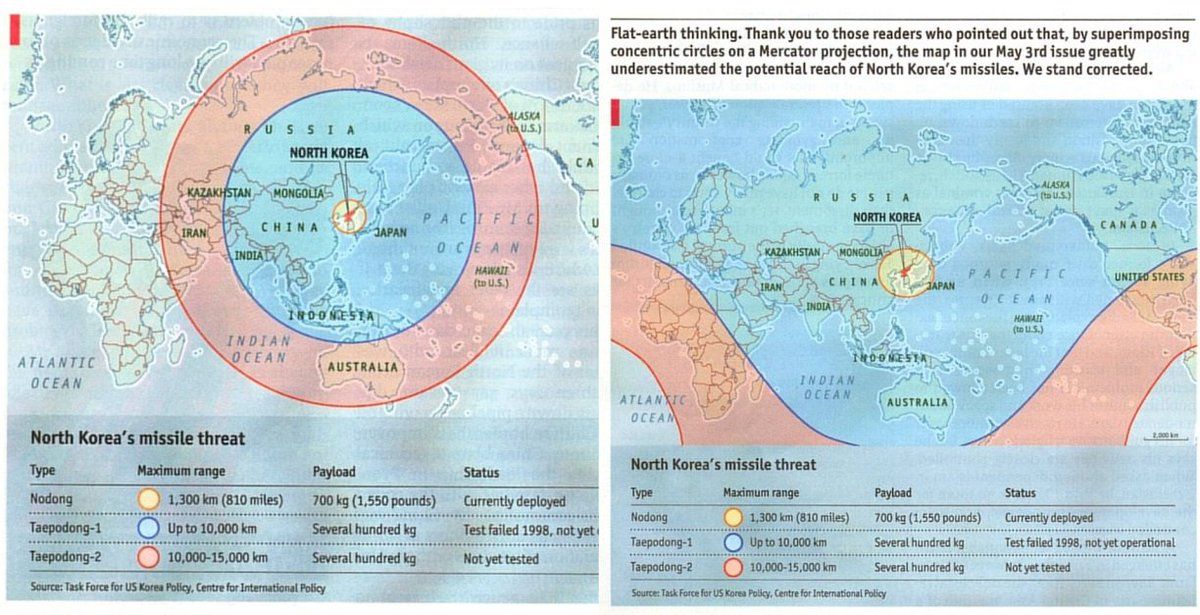 RUSSIA
ALASKA
(to U.S.)
NORTH KOREA
CA
KAZAKHSTAN
MONGOLIA
U
PACIFIC
OCEAN
IRAN
CHINA
JAPAN
INDIA
HAWAII
(to U.S.)
INDONESIA
INDIAN
OCEAN
ATLANTIC
OCEAN
AUSTRALIA
North Korea's missile threat
Type Maximum range Payload Status
Nodong 1,300 km (810 miles) 700 kg (1,550 pounds) Currently deployed
Taepodong-1 Up to 10,000 km Several hundred kg Test failed 1998, not yet
Taepodong-2 10,000-15,000 km Several hundred kg Not yet tested
Source: Task Force for US Korea Policy, Centre for International Policy
Flat-earth thinking. Thank you to those readers who pointed out that, by superimposing
concentric circles on a Mercator projection, the map in our May 3rd issue greatly
underestimated the potential reach of North Korea's missiles. We stand corrected.
RUSSIA
ALASKA
(to U.S.)
NORTH KOREA
CANADA
KAZAKHSTAN
MONGOLIA
IRAN
CHINA
JAPAN
PACIFIC
OCEAN
UNITED STATES
INDIA
HAWAII
(to U.S.)
INDONESIA
INDIAN
OCEAN
ATLANTIC
OCEAN
AUSTRALIA
2,000 km
North Korea's missile threat
Type Maximum range Payload Status
Nodong 1,300 km (810 miles) 700 kg (1,550 pounds) Currently deployed
Taepodong-1 Up to 10,000 km Several hundred kg Test failed 1998, not yet operational
Taepodong-2 10,000-15,000 km Several hundred kg Not yet tested
Source: Task Force for US Korea Policy, Centre for International Policy